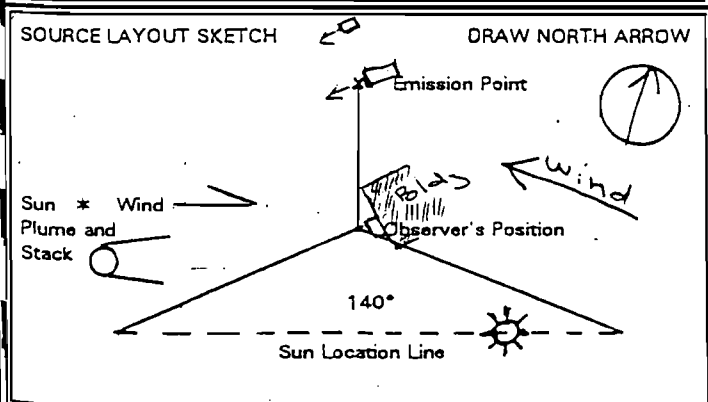 SOURCE LAYOUT SKETCH DRAW NORTH ARROW
Emission Point
Wind
Bldg
Sun * Wind
Plume and
Stack
Observer's Position
140°
Sun Location Line